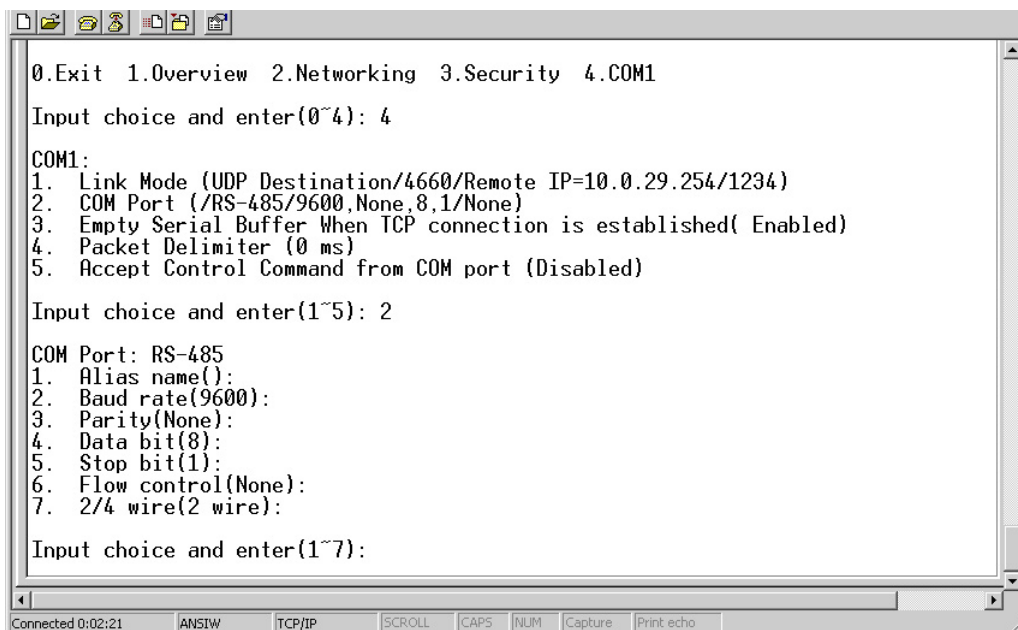 0.Exit 1.Overview 2.Networking 3.Security 4.COM1
Input choice and enter(0~4): 4
COM1:
1. Link Mode (UDP Destination/4660/Remote IP=10.0.29.254/1234)
2. COM Port (/RS-485/9600,None,8,1/None)
3. Empty Serial Buffer When TCP connection is established( Enabled)
4. Packet Delimiter (0 ms)
5. Accept Control Command from COM port (Disabled)
Input choice and enter(1~5): 2
COM Port: RS-485
1. Alias name():
2. Baud rate(9600):
3. Parity(None):
4. Data bit(8):
5. Stop bit(1):
6. Flow control(None):
7. 2/4 wire(2 wire):
Input choice and enter(1~7):
Connected 0:02:21 ANSIW TCP/IP SCROLL CAPS NUM Capture Print echo